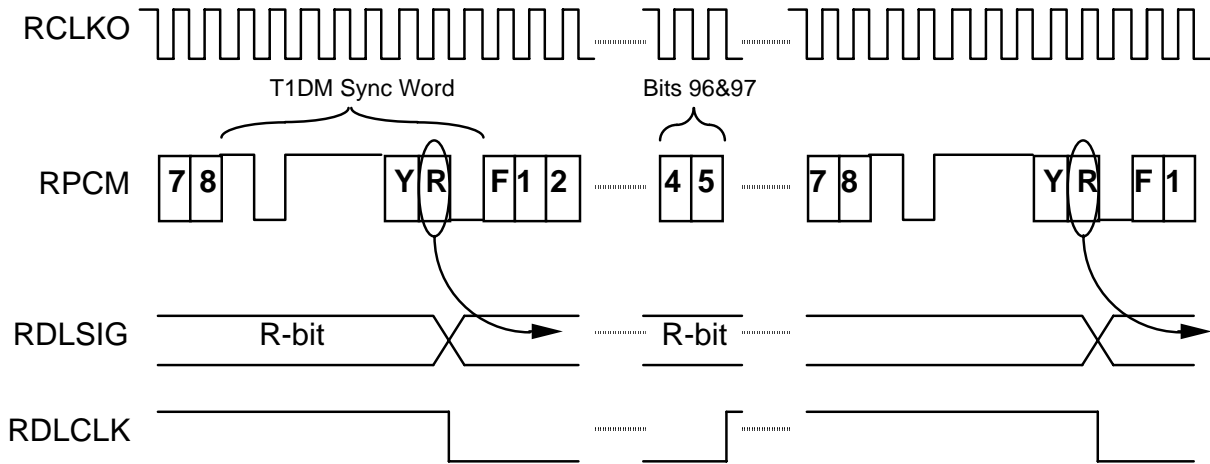 RCLKO
T1DM Sync Word
Bits 96&97
RPCM 7 8 Y R F 1 2 4 5 7 8 Y R F 1
RDLSIG R-bit R-bit
RDLCLK